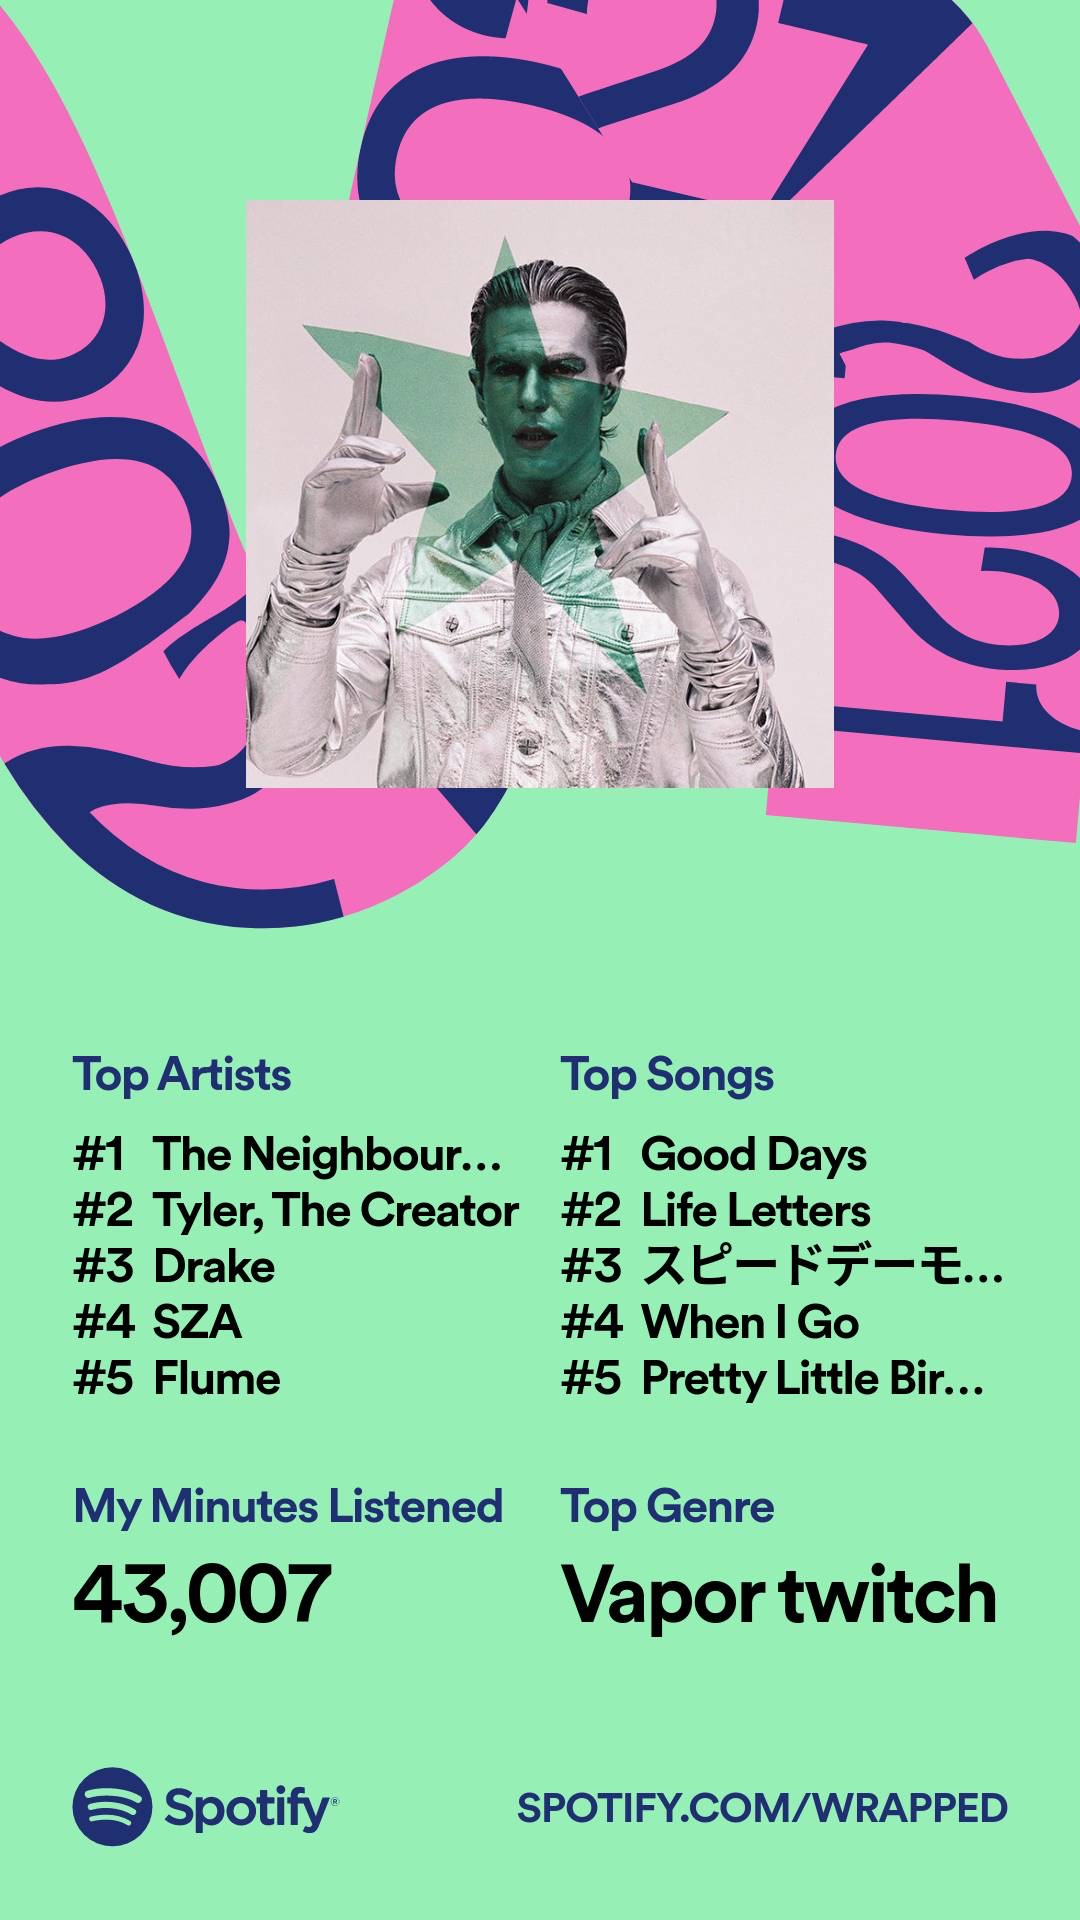 2021
Top Artists
#1 The Neighbour...
#2 Tyler, The Creator
#3 Drake
#4 SZA
#5 Flume
Top Songs
#1 Good Days
#2 Life Letters
#3 スピードデーモ...
#4 When I Go
#5 Pretty Little Bir...
My Minutes Listened
43,007
Top Genre
Vapor twitch
Spotify®
SPOTIFY.COM/WRAPPED